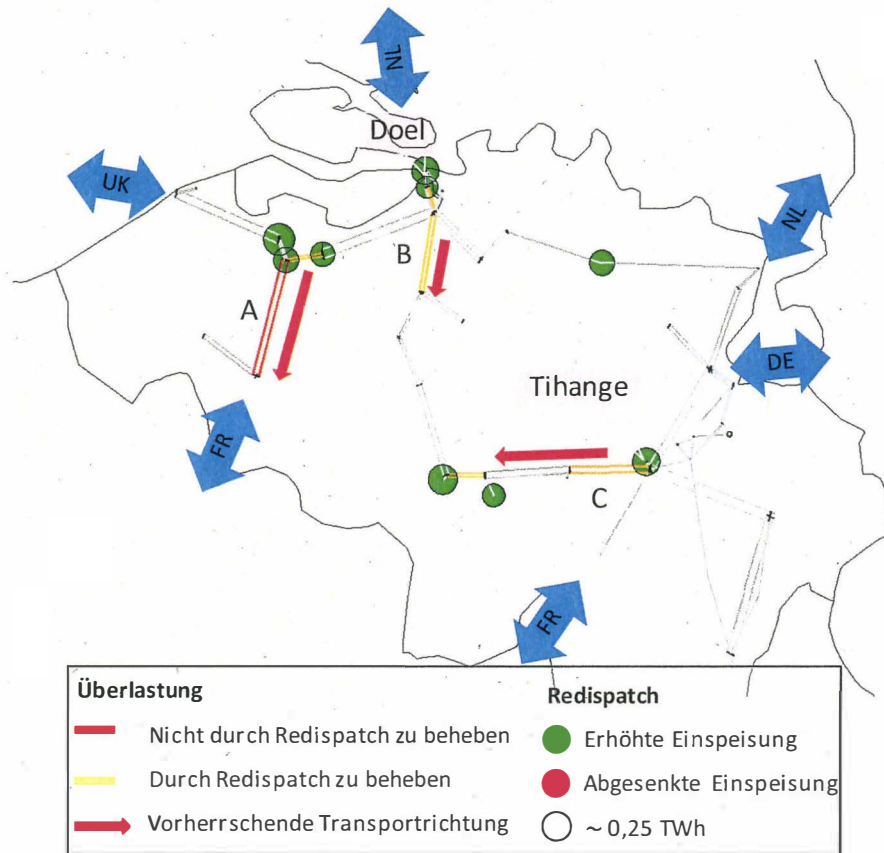 NL
Doel
UK
NL
B
A
DE
Tihange
FR
C
FR
Überlastung
Nicht durch Redispatch zu beheben
Durch Redispatch zu beheben
Vorherrschende Transportrichtung
Redispatch
Erhöhte Einspeisung
Abgesenkte Einspeisung
~ 0,25 TWh